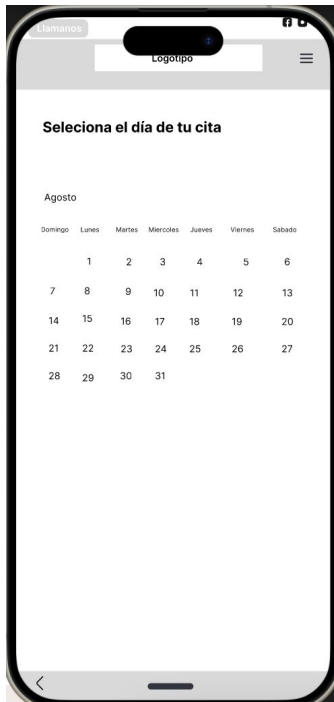 Llamanos
Logotipo
Seleciona el día de tu cita
Agosto
Domingo Lunes Martes Miercoles Jueves Viernes Sabado
1 2 3 4 5 6
7 8 9 10 11 12 13
14 15 16 17 18 19 20
21 22 23 24 25 26 27
28 29 30 31